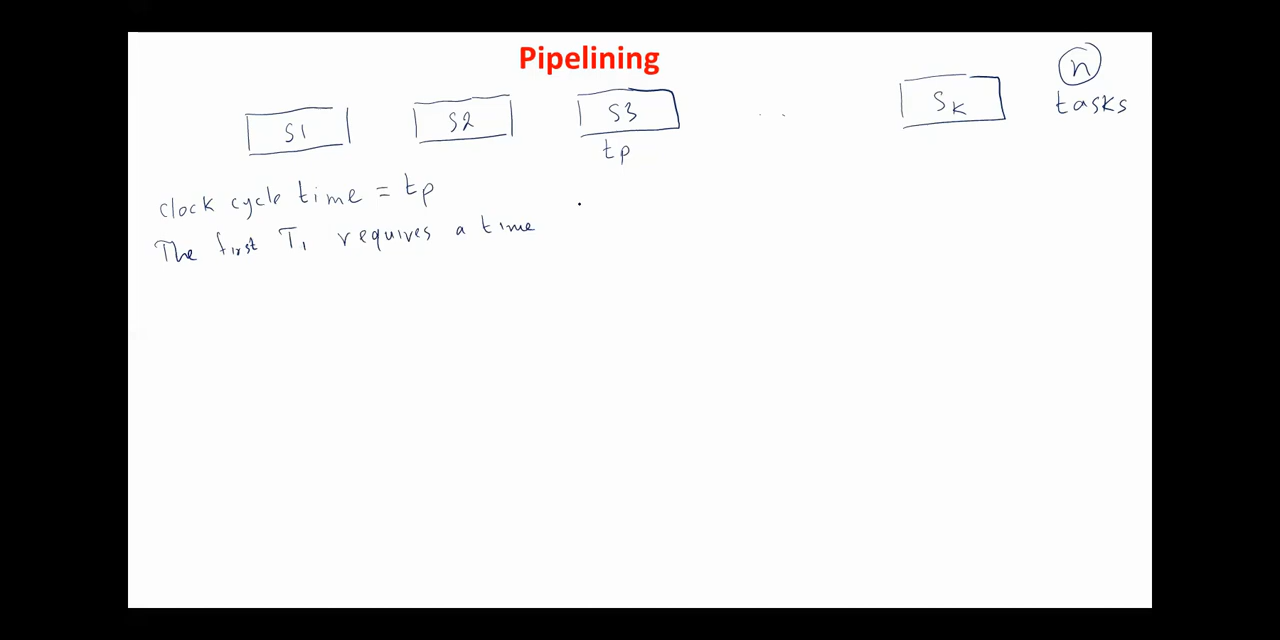 Pipelining
n
tasks
S1 S2 S3 .. SK
tp
clock cycle time = tp
The first T1 requires a time